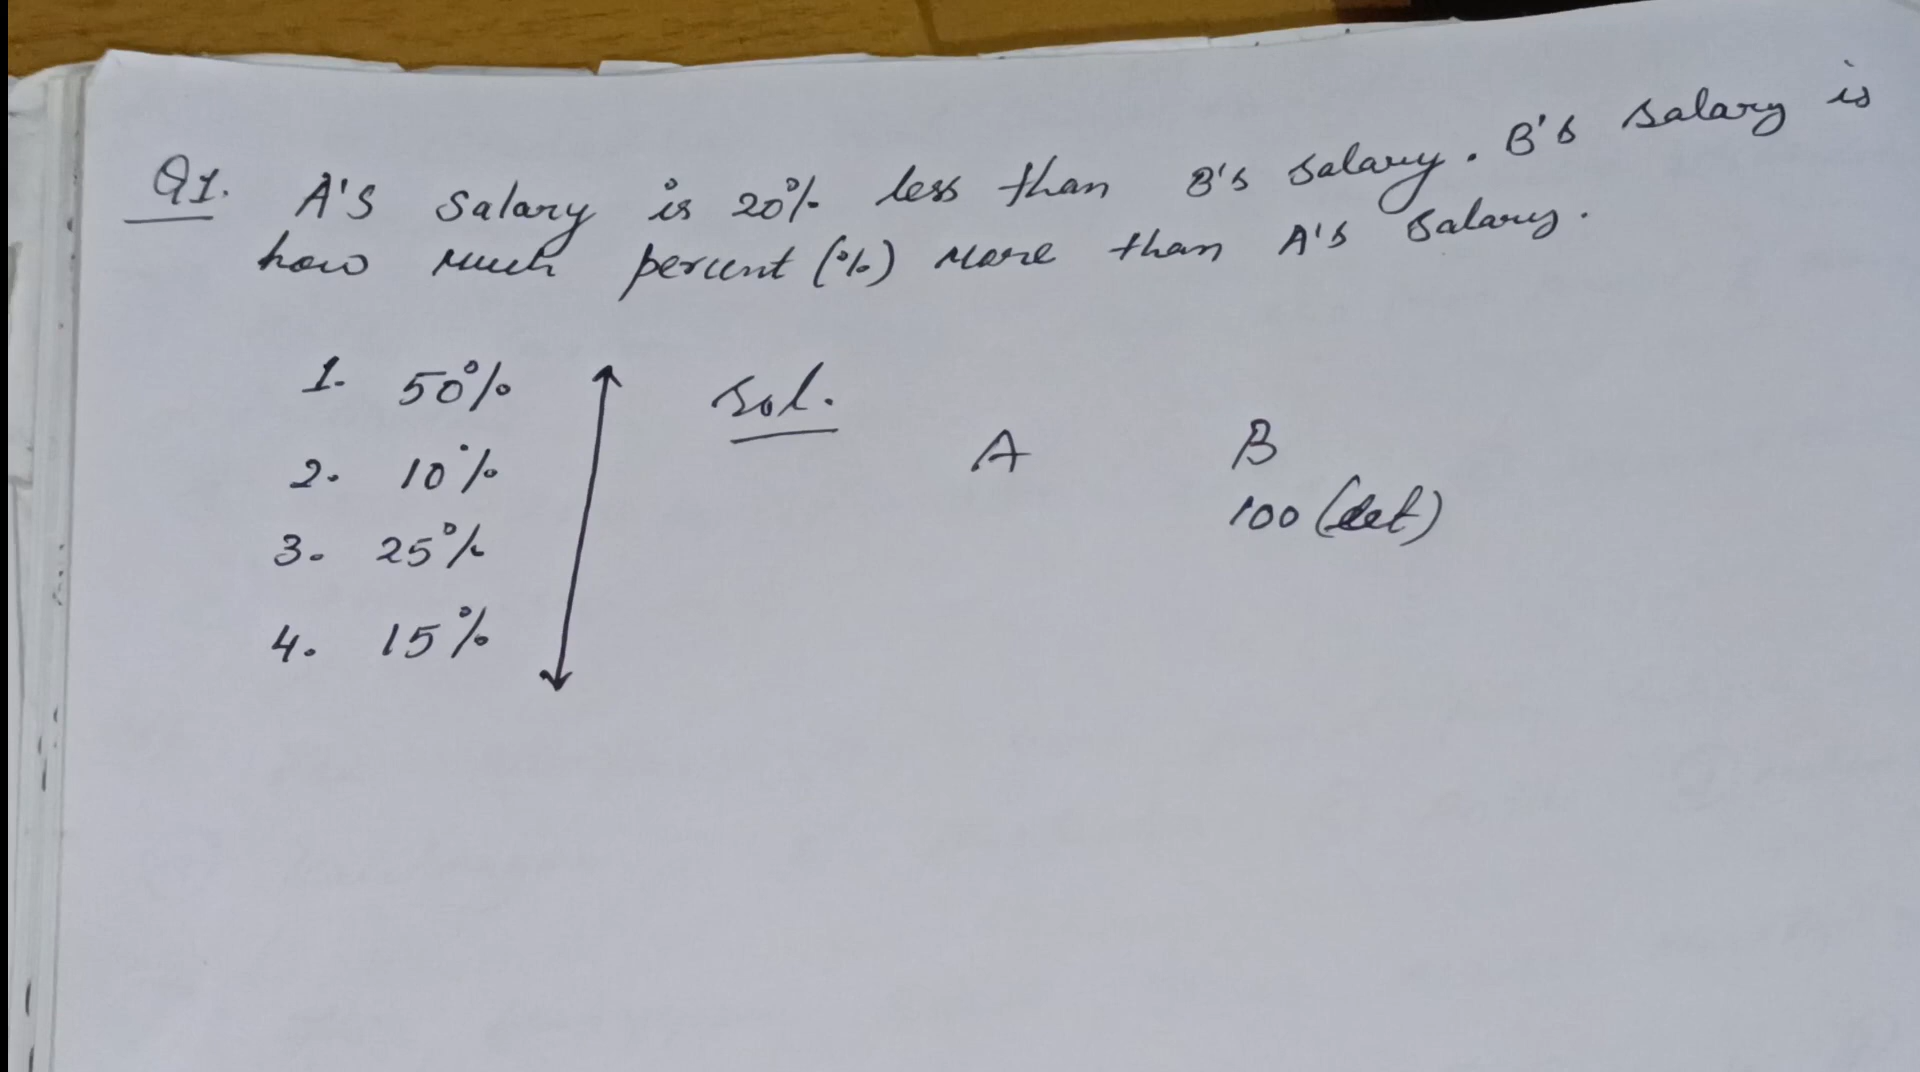 Q1. A's salary is 20% less than B's salary. B's salary is
how much percent (%) more than A's salary.
1. 50%
2. 10%
3. 25%
4. 15%
Sol.
A B
100 (let)